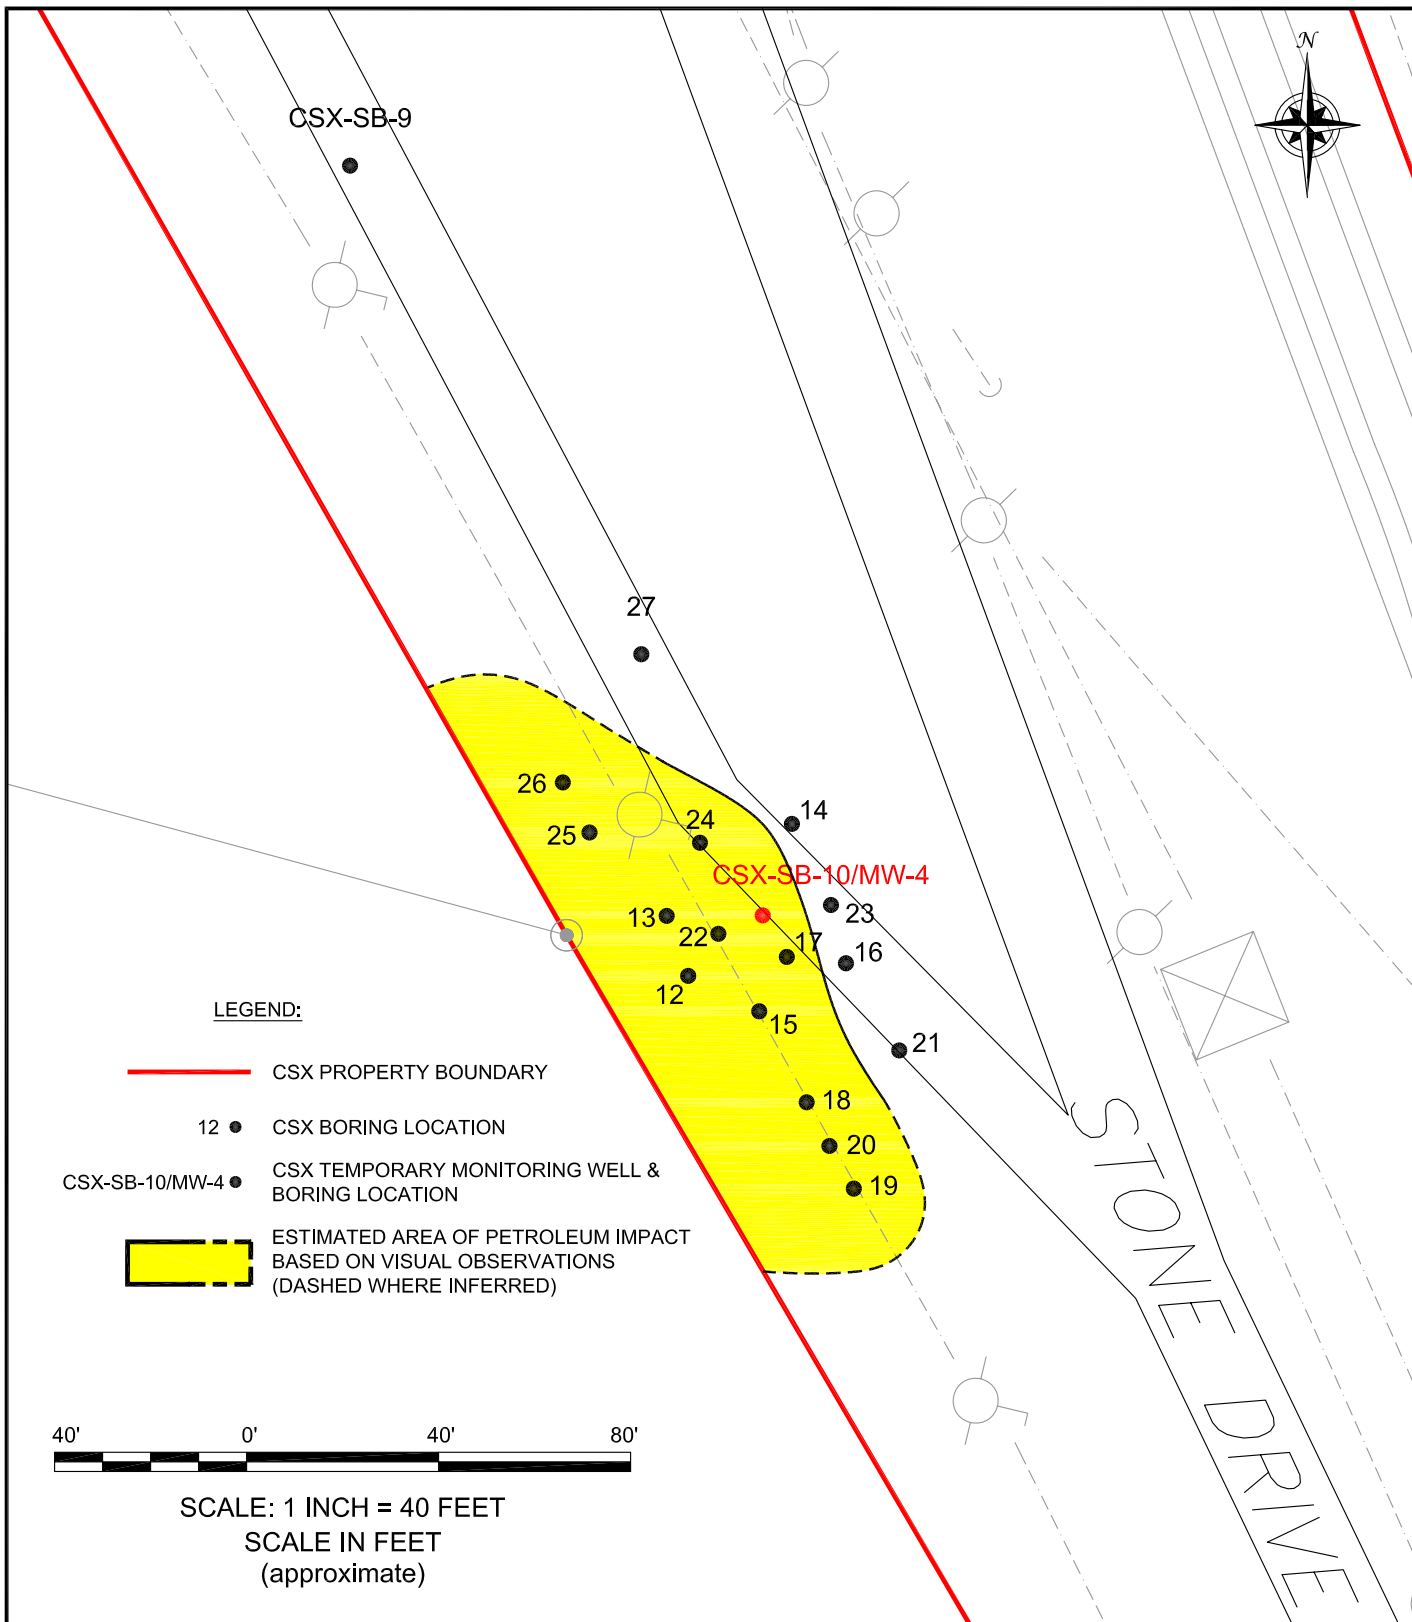 N
CSX-SB-9
27
26
25
24
14
CSX-SB-10/MW-4
13
22
23
17
16
12
15
21
18
20
19
LEGEND:
CSX PROPERTY BOUNDARY
12
CSX BORING LOCATION
CSX-SB-10/MW-4
CSX TEMPORARY MONITORING WELL &
BORING LOCATION
ESTIMATED AREA OF PETROLEUM IMPACT
BASED ON VISUAL OBSERVATIONS
(DASHED WHERE INFERRED)
STONE DRIVE
40' 0' 40' 80'
SCALE: 1 INCH = 40 FEET
SCALE IN FEET
(approximate)